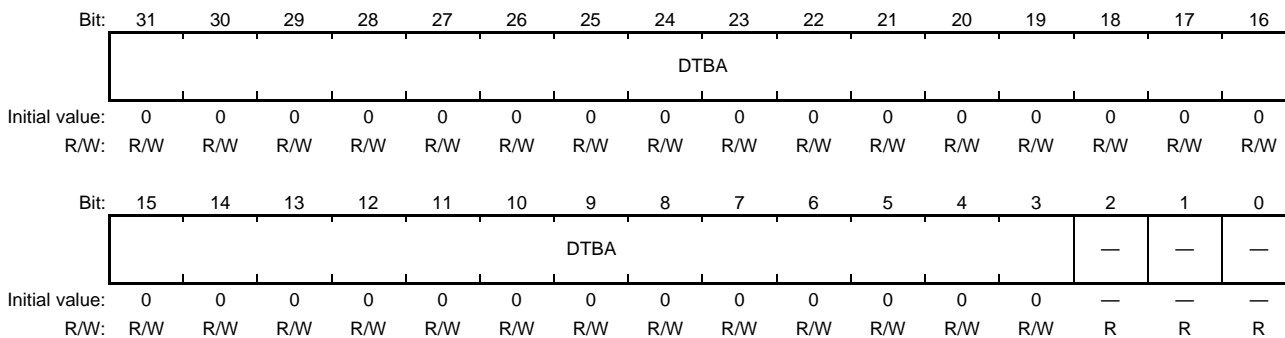 Bit: 31 30 29 28 27 26 25 24 23 22 21 20 19 18 17 16
DTBA
Initial value: 0 0 0 0 0 0 0 0 0 0 0 0 0 0 0 0
R/W: R/W R/W R/W R/W R/W R/W R/W R/W R/W R/W R/W R/W R/W R/W R/W R/W
Bit: 15 14 13 12 11 10 9 8 7 6 5 4 3 2 1 0
DTBA — — —
Initial value: 0 0 0 0 0 0 0 0 0 0 0 0 0 — — —
R/W: R/W R/W R/W R/W R/W R/W R/W R/W R/W R/W R/W R/W R/W R R R